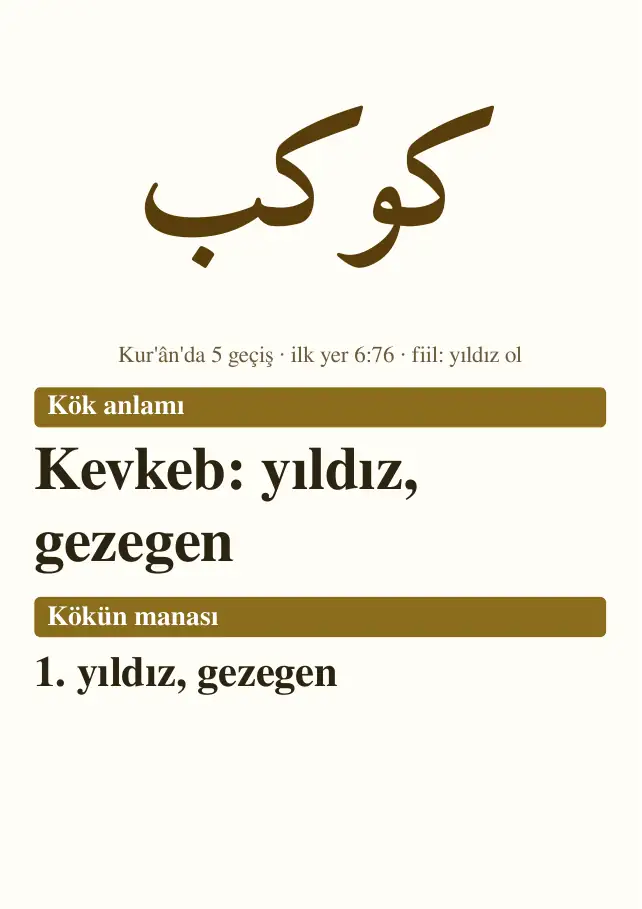 كوكب
Kur'ân'da 5 geçiş · ilk yer 6:76 · fiil: yıldız ol
Kök anlamı
Kevkeb: yıldız,
gezegen
Kökün manası
1. yıldız, gezegen